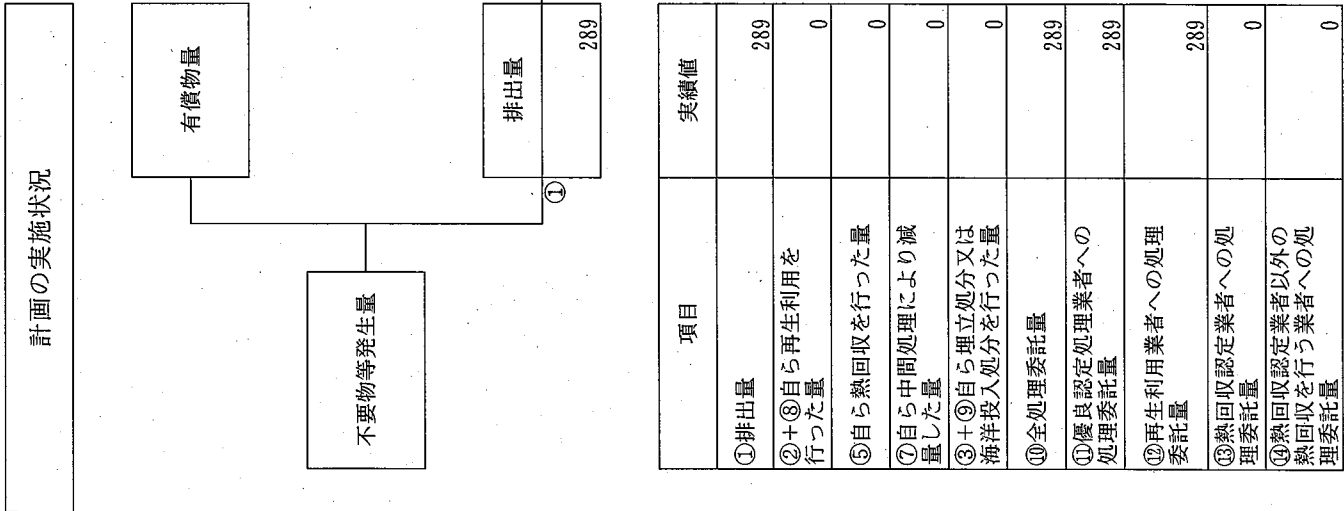 計画の実施状況
不要物等発生量
有償物量
①
排出量
289
項目
実績値
①排出量
289
②+⑧自ら再生利用を
行った量
0
⑤自ら熱回収を行った量
0
⑦自ら中間処理により減
量した量
0
③+⑨自ら埋立処分又は
海洋投入処分を行った量
0
⑩全処理委託量
289
⑪優良認定処理業者への
処理委託量
289
⑫再生利用業者への処理
委託量
289
⑬熱回収認定業者への処
理委託量
0
⑭熱回収認定業者以外の
熱回収を行う業者への処
理委託量
0